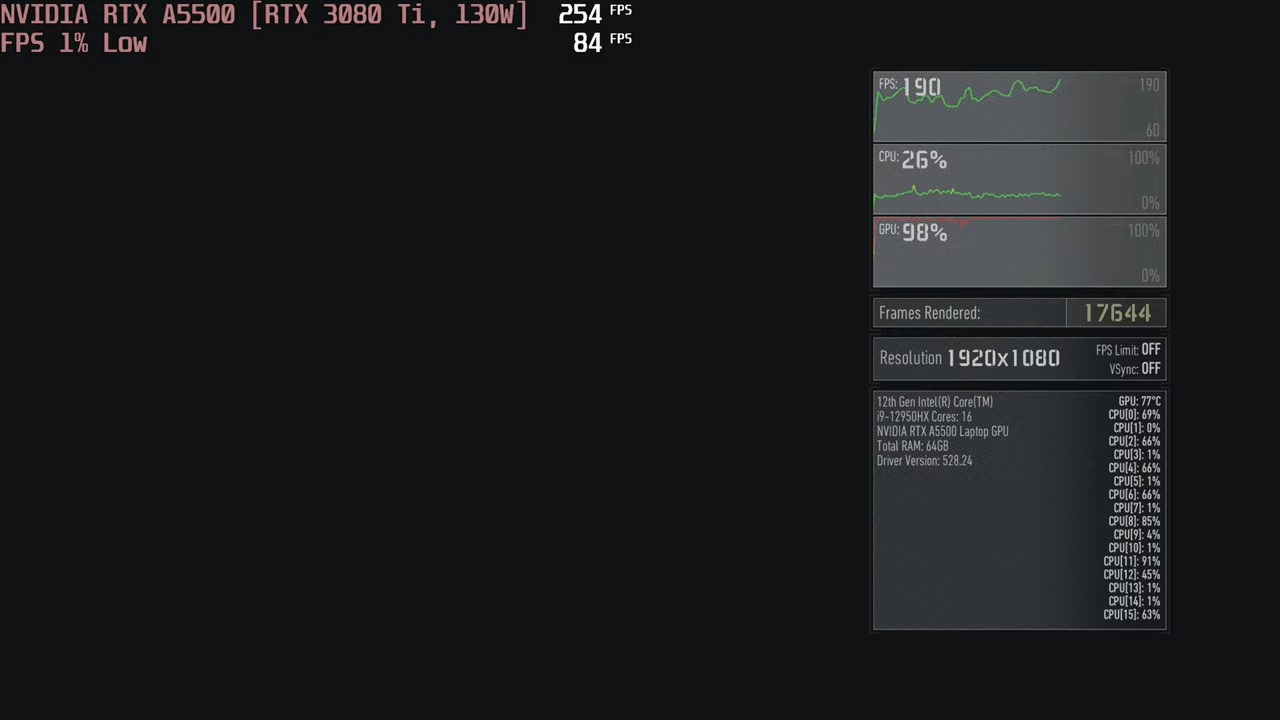 NVIDIA RTX A5500 [RTX 3080 Ti, 130W] 254 FPS
FPS 1% Low 84 FPS
FPS: 190 190
60
CPU: 26% 100%
0%
GPU: 98% 100%
0%
Frames Rendered: 17644
Resolution 1920x1080 FPS Limit: OFF
VSync: OFF
12th Gen Intel(R) Core(TM)
i9-12950HX Cores: 16
NVIDIA RTX A5500 Laptop GPU
Total RAM: 64GB
Driver Version: 528.24
GPU: 77°C
CPU[0]: 69%
CPU[1]: 0%
CPU[2]: 66%
CPU[3]: 1%
CPU[4]: 66%
CPU[5]: 1%
CPU[6]: 66%
CPU[7]: 1%
CPU[8]: 85%
CPU[9]: 4%
CPU[10]: 1%
CPU[11]: 91%
CPU[12]: 45%
CPU[13]: 1%
CPU[14]: 1%
CPU[15]: 63%